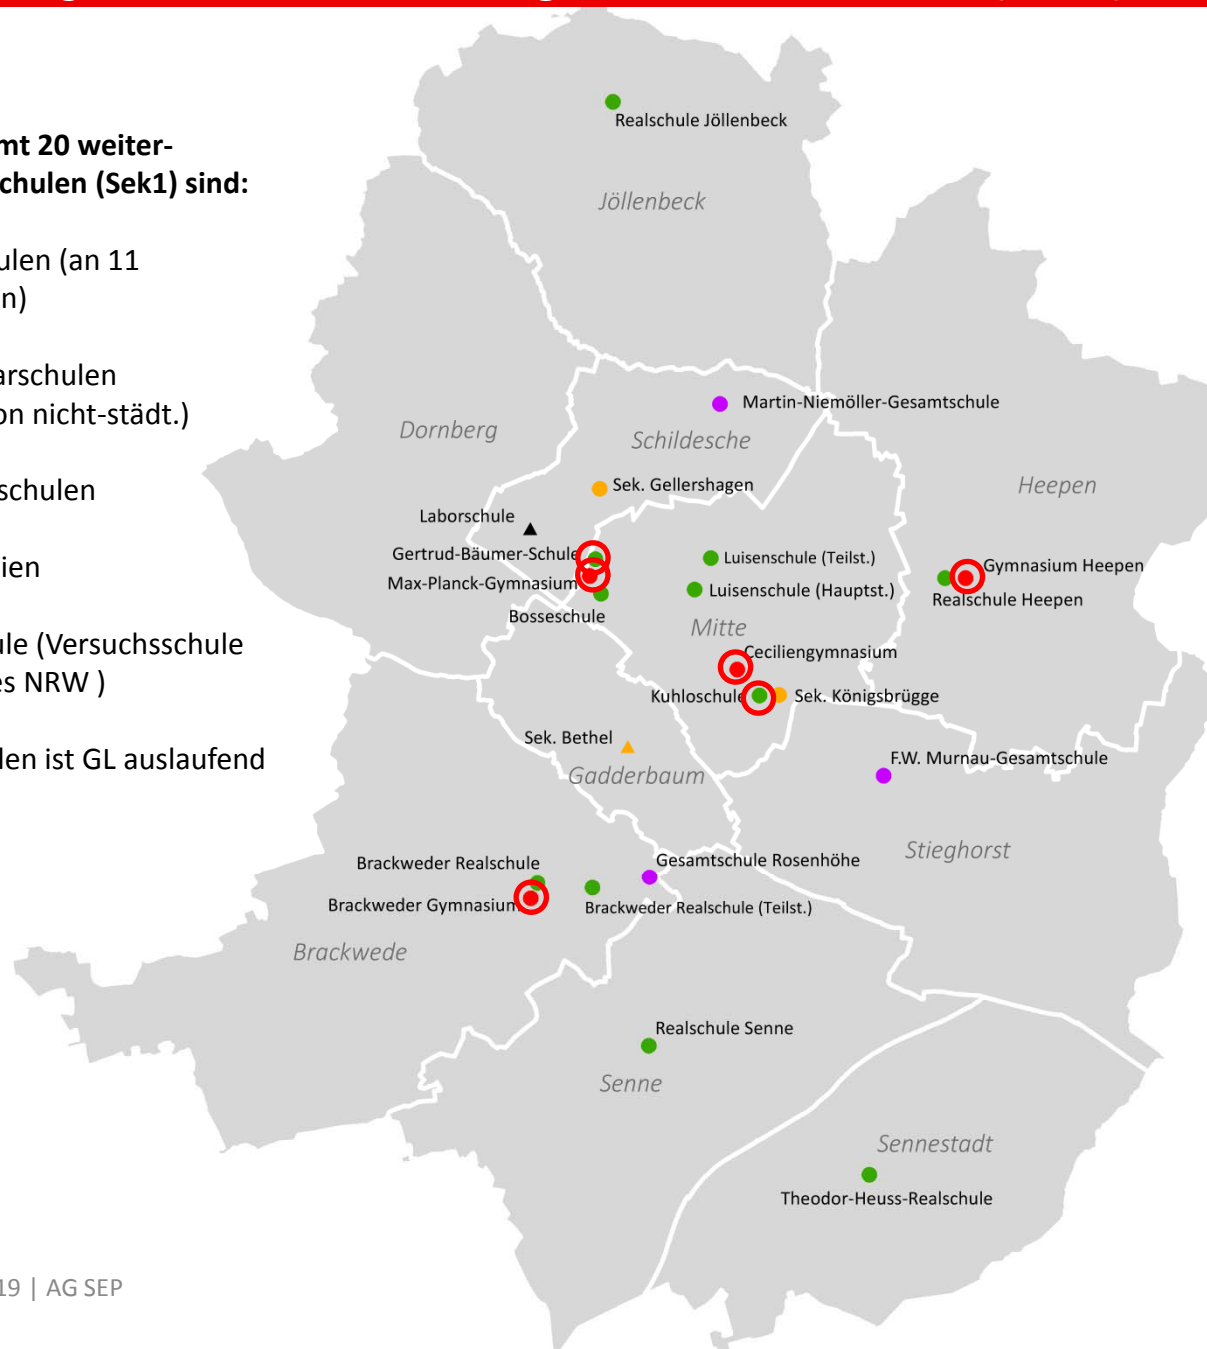 mt 20 weiter-
chulen (Sek1) sind:
ulen (an 11
n)
arschulen
on nicht-städt.)
schulen
ien
ule (Versuchsschule
es NRW )
len ist GL auslaufend
Realschule Jöllenbeck
Jöllenbeck
Martin-Niemöller-Gesamtschule
Dornberg
Schildesche
Sek. Gellershagen
Heepen
Laborschule
Gertrud-Bäumer-Schule
Luisenschule (Teilst.)
Gymnasium Heepen
Max-Planck-Gymnasium
Luisenschule (Hauptst.)
Realschule Heepen
Bosseschule
Mitte
Ceciliengymnasium
Kuhloschule
Sek. Königsbrügge
Sek. Bethel
F.W. Murnau-Gesamtschule
Gadderbaum
Stieghorst
Brackweder Realschule
Gesamtschule Rosenhöhe
Brackweder Gymnasium
Brackweder Realschule (Teilst.)
Brackwede
Realschule Senne
Senne
Sennestadt
Theodor-Heuss-Realschule
19 | AG SEP